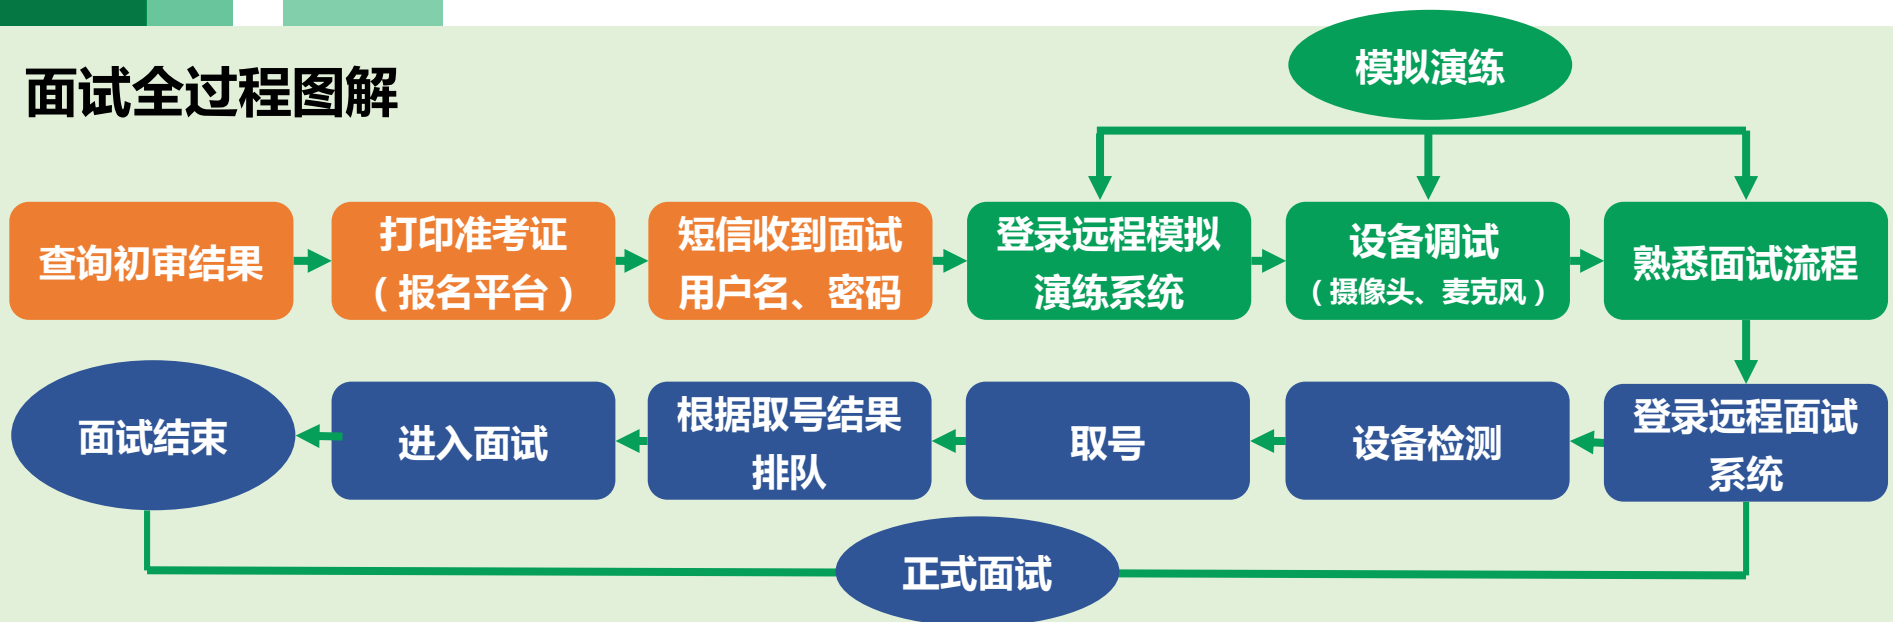 模拟演练
面试全过程图解
查询初审结果
打印准考证
（报名平台）
短信收到面试
用户名、密码
登录远程模拟
演练系统
设备调试
（摄像头、麦克风）
熟悉面试流程
登录远程面试
系统
设备检测
取号
根据取号结果
排队
进入面试
面试结束
正式面试